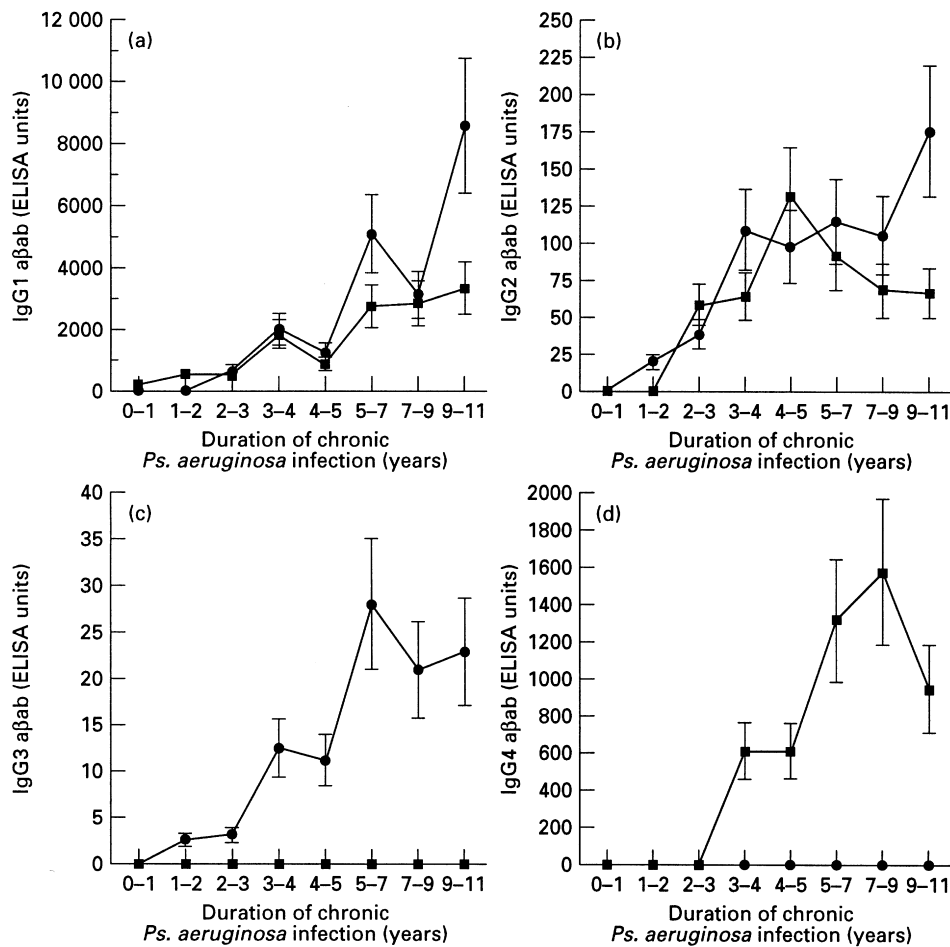 (a)
IgG1 aβab (ELISA units)
12 000
10 000
8000
6000
4000
2000
0
0–1 1–2 2–3 3–4 4–5 5–7 7–9 9–11
Duration of chronic
Ps. aeruginosa infection (years)
(b)
IgG2 aβab (ELISA units)
250
225
200
175
150
125
100
75
50
25
0
0–1 1–2 2–3 3–4 4–5 5–7 7–9 9–11
Duration of chronic
Ps. aeruginosa infection (years)
(c)
IgG3 aβab (ELISA units)
40
35
30
25
20
15
10
5
0
0–1 1–2 2–3 3–4 4–5 5–7 7–9 9–11
Duration of chronic
Ps. aeruginosa infection (years)
(d)
IgG4 aβab (ELISA units)
2000
1800
1600
1400
1200
1000
800
600
400
200
0
0–1 1–2 2–3 3–4 4–5 5–7 7–9 9–11
Duration of chronic
Ps. aeruginosa infection (years)